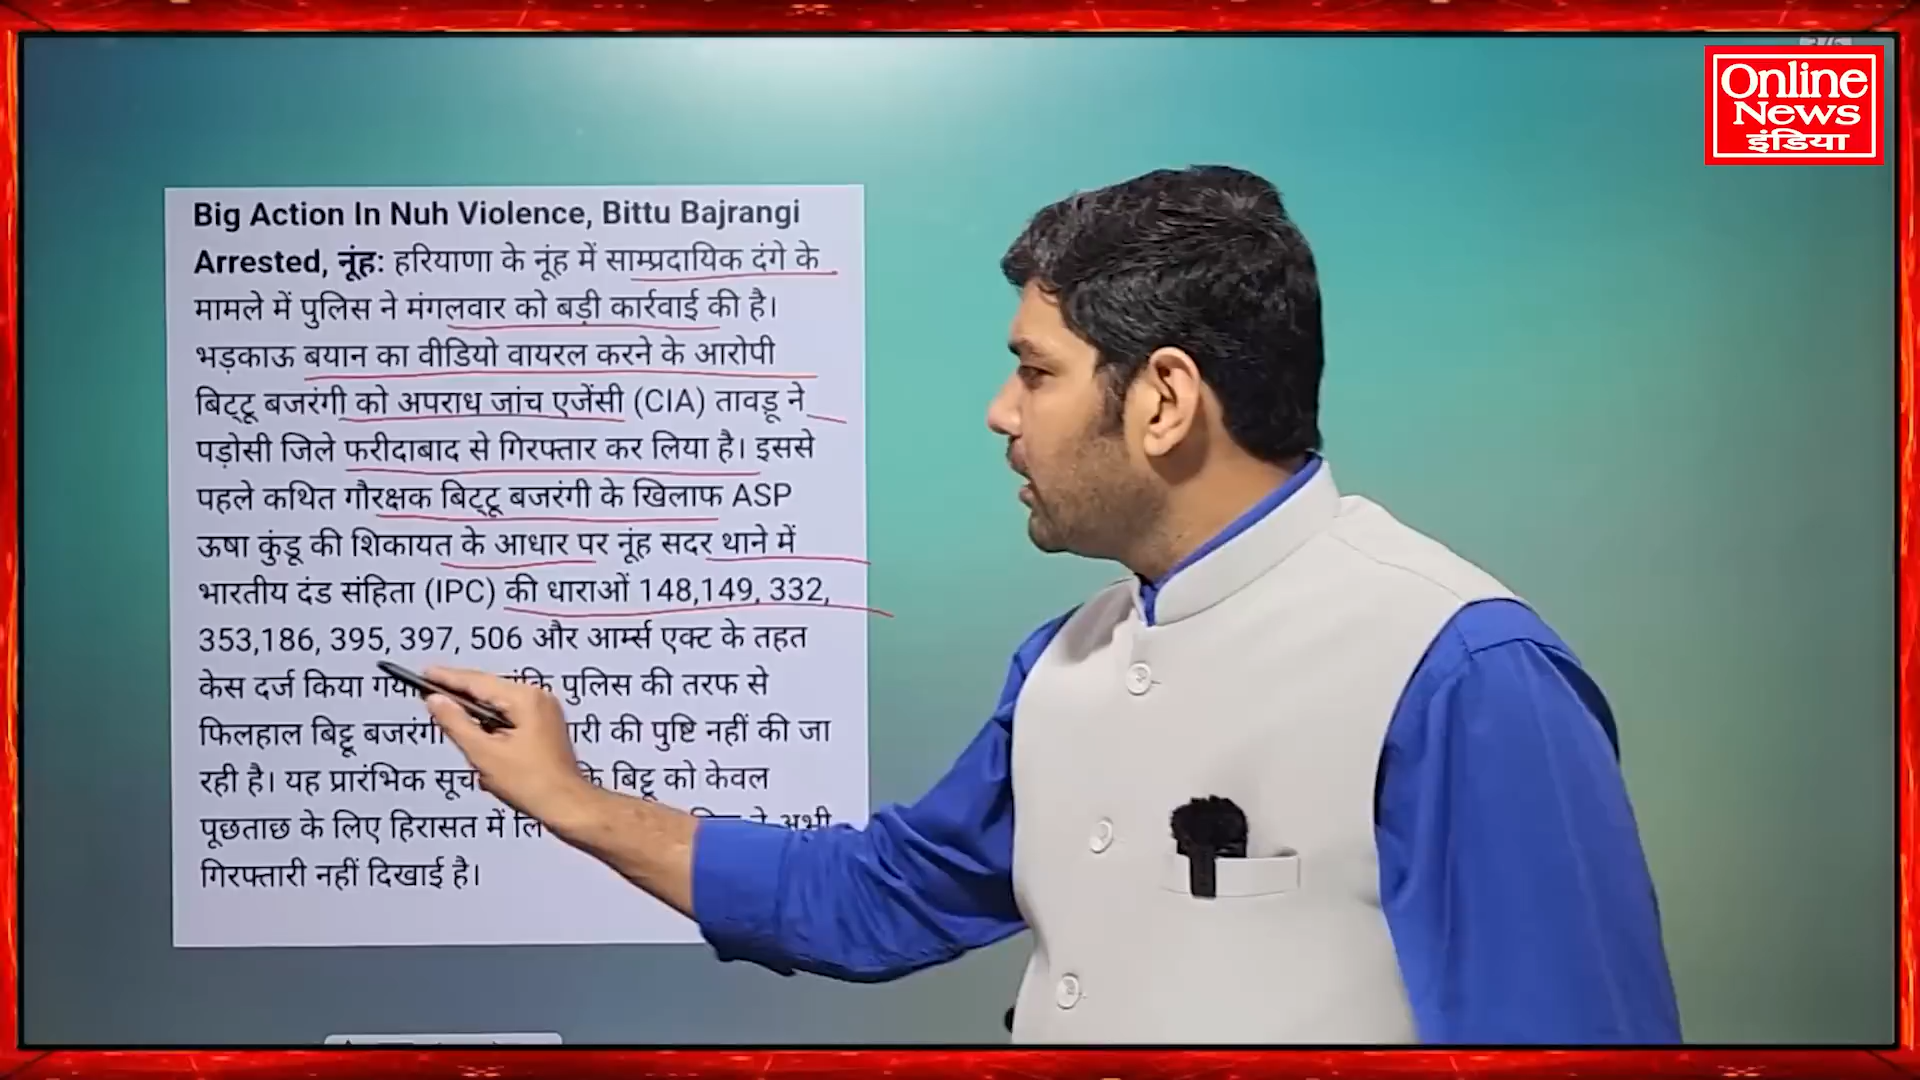 Online
News
इंडिया
Big Action In Nuh Violence, Bittu Bajrangi
Arrested, नूंह: हरियाणा के नूंह में साम्प्रदायिक दंगे के
मामले में पुलिस ने मंगलवार को बड़ी कार्रवाई की है।
भड़काऊ बयान का वीडियो वायरल करने के आरोपी
बिट्टू बजरंगी को अपराध जांच एजेंसी (CIA) तावडू ने
पड़ोसी जिले फरीदाबाद से गिरफ्तार कर लिया है। इससे
पहले कथित गौरक्षक बिट्टू बजरंगी के खिलाफ ASP
ऊषा कुंडू की शिकायत के आधार पर नूंह सदर थाने में
भारतीय दंड संहिता (IPC) की धाराओं 148,149, 332,
353,186, 395, 397, 506 और आर्म्स एक्ट के तहत
केस दर्ज किया पुलिस की तरफ से
फिलहाल बिट्टू बजरंगी की पुष्टि नहीं की जा
रही है। यह प्रारंभिक बिट्टू को केवल
पूछताछ के लिए हिरासत में अभी
गिरफ्तारी नहीं दिखाई है।